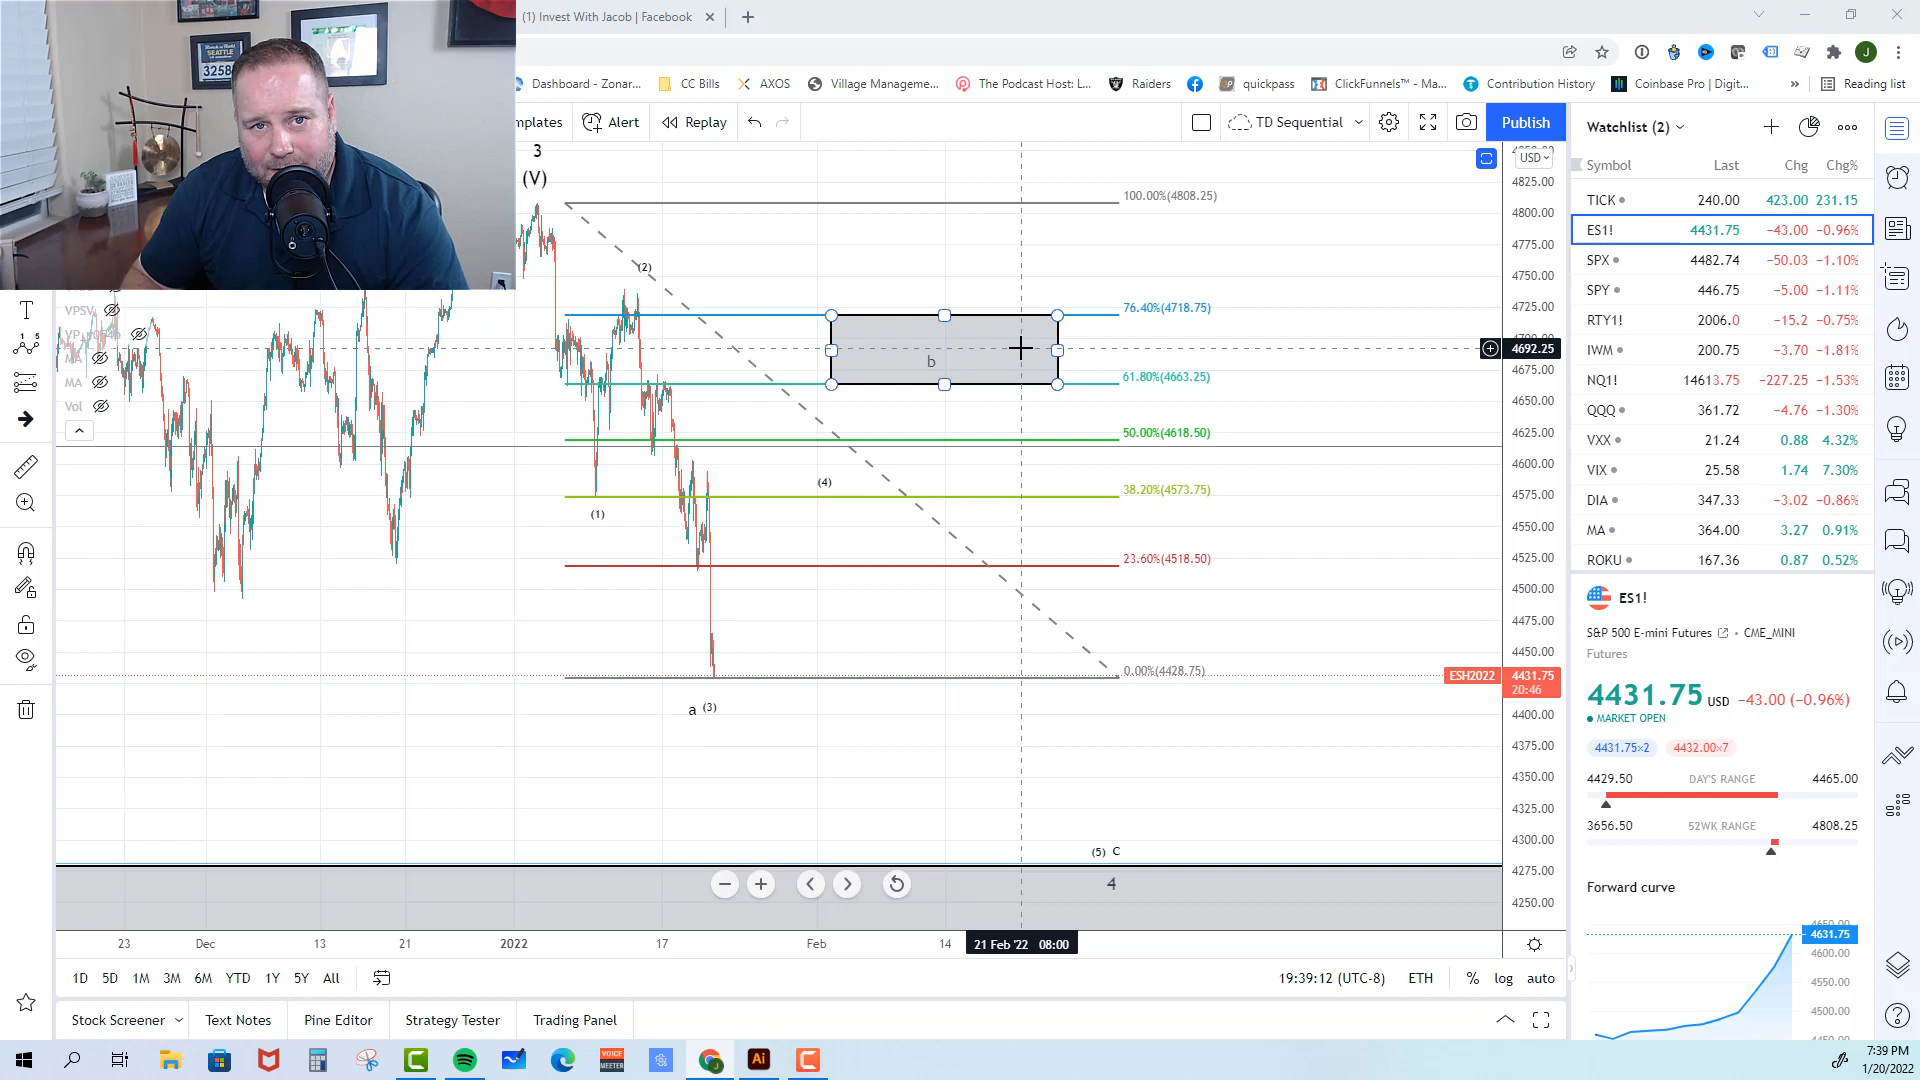 (1) Invest With Jacob | Facebook
Dashboard - Zonar... CC Bills AXOS Village Manageme... The Podcast Host: L... Raiders quickpass ClickFunnels™ - Ma... Contribution History Coinbase Pro | Digit... » Reading list
mplates Alert Replay TD Sequential Publish
Watchlist (2)
Symbol Last Chg Chg%
TICK 240.00 423.00 231.15
ES1! 4431.75 −43.00 −0.96%
SPX 4482.74 −50.03 −1.10%
SPY 446.75 −5.00 −1.11%
RTY1! 2006.0 −15.2 −0.75%
IWM 200.75 −3.70 −1.81%
NQ1! 14613.75 −227.25 −1.53%
QQQ 361.72 −4.76 −1.30%
VXX 21.24 0.88 4.32%
VIX 25.58 1.74 7.30%
DIA 347.33 −3.02 −0.86%
MA 364.00 3.27 0.91%
ROKU 167.36 0.87 0.52%
ES1!
S&P 500 E-mini Futures • CME_MINI
Futures
4431.75 USD −43.00 (−0.96%)
MARKET OPEN
4431.75×2 4432.00×7
4429.50 DAY'S RANGE 4465.00
3656.50 52WK RANGE 4808.25
Forward curve
4631.75
4600.00
4550.00
4500.00
SEATTLE
3258
3
(V)
USD
4825.00
4800.00
4775.00
4750.00
4725.00
4692.25
4675.00
4650.00
4625.00
4600.00
4575.00
4550.00
4525.00
4500.00
4475.00
4450.00
ESH2022 4431.75
20:46
4400.00
4375.00
4350.00
4325.00
4300.00
4275.00
4250.00
100.00%(4808.25)
(2)
76.40%(4718.75)
b
61.80%(4663.25)
50.00%(4618.50)
(4)
38.20%(4573.75)
(1)
23.60%(4518.50)
0.00%(4428.75)
a (3)
(5) C
4
VPSV
MA
MA
Vol
23 Dec 13 21 2022 17 Feb 14 21 Feb '22 08:00
1D 5D 1M 3M 6M YTD 1Y 5Y All 19:39:12 (UTC-8) ETH % log auto
Stock Screener Text Notes Pine Editor Strategy Tester Trading Panel
VOICE
MEETER
Ai
7:39 PM
1/20/2022